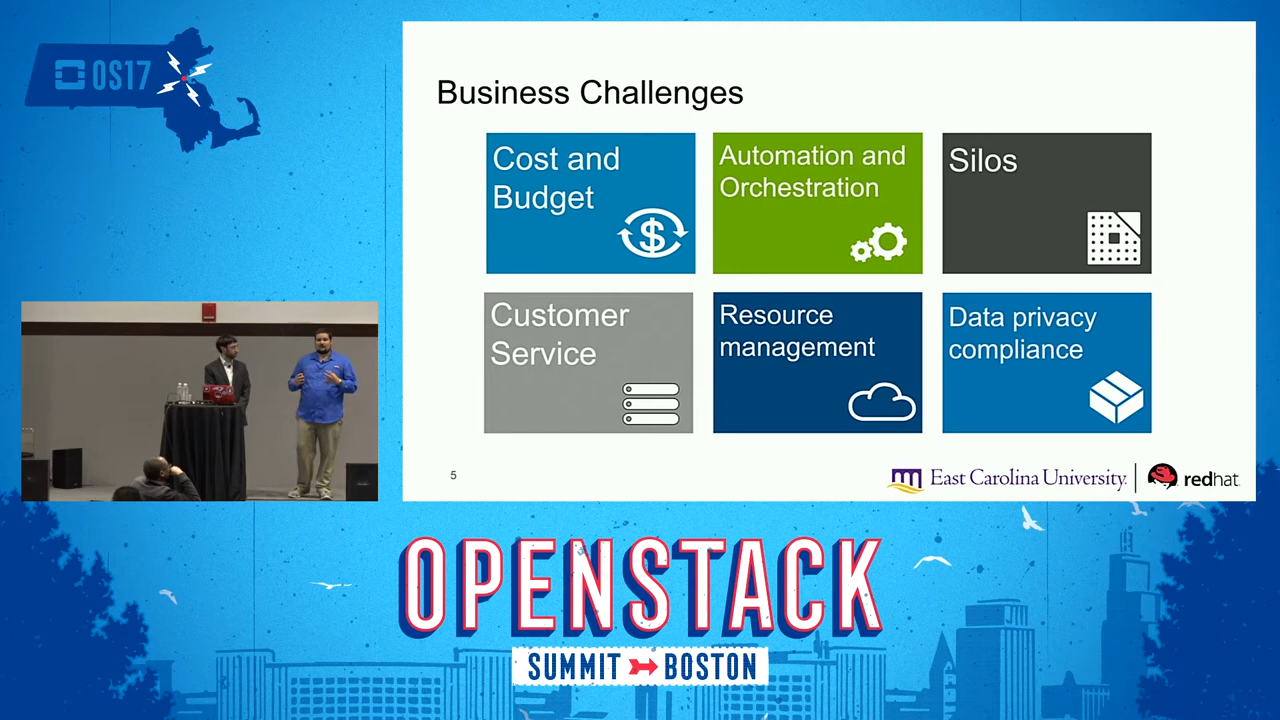 OS17
Business Challenges
Cost and
Budget
Automation and
Orchestration
Silos
Customer
Service
Resource
management
Data privacy
compliance
5
East Carolina University.
redhat.
OPENSTACK
SUMMIT BOSTON